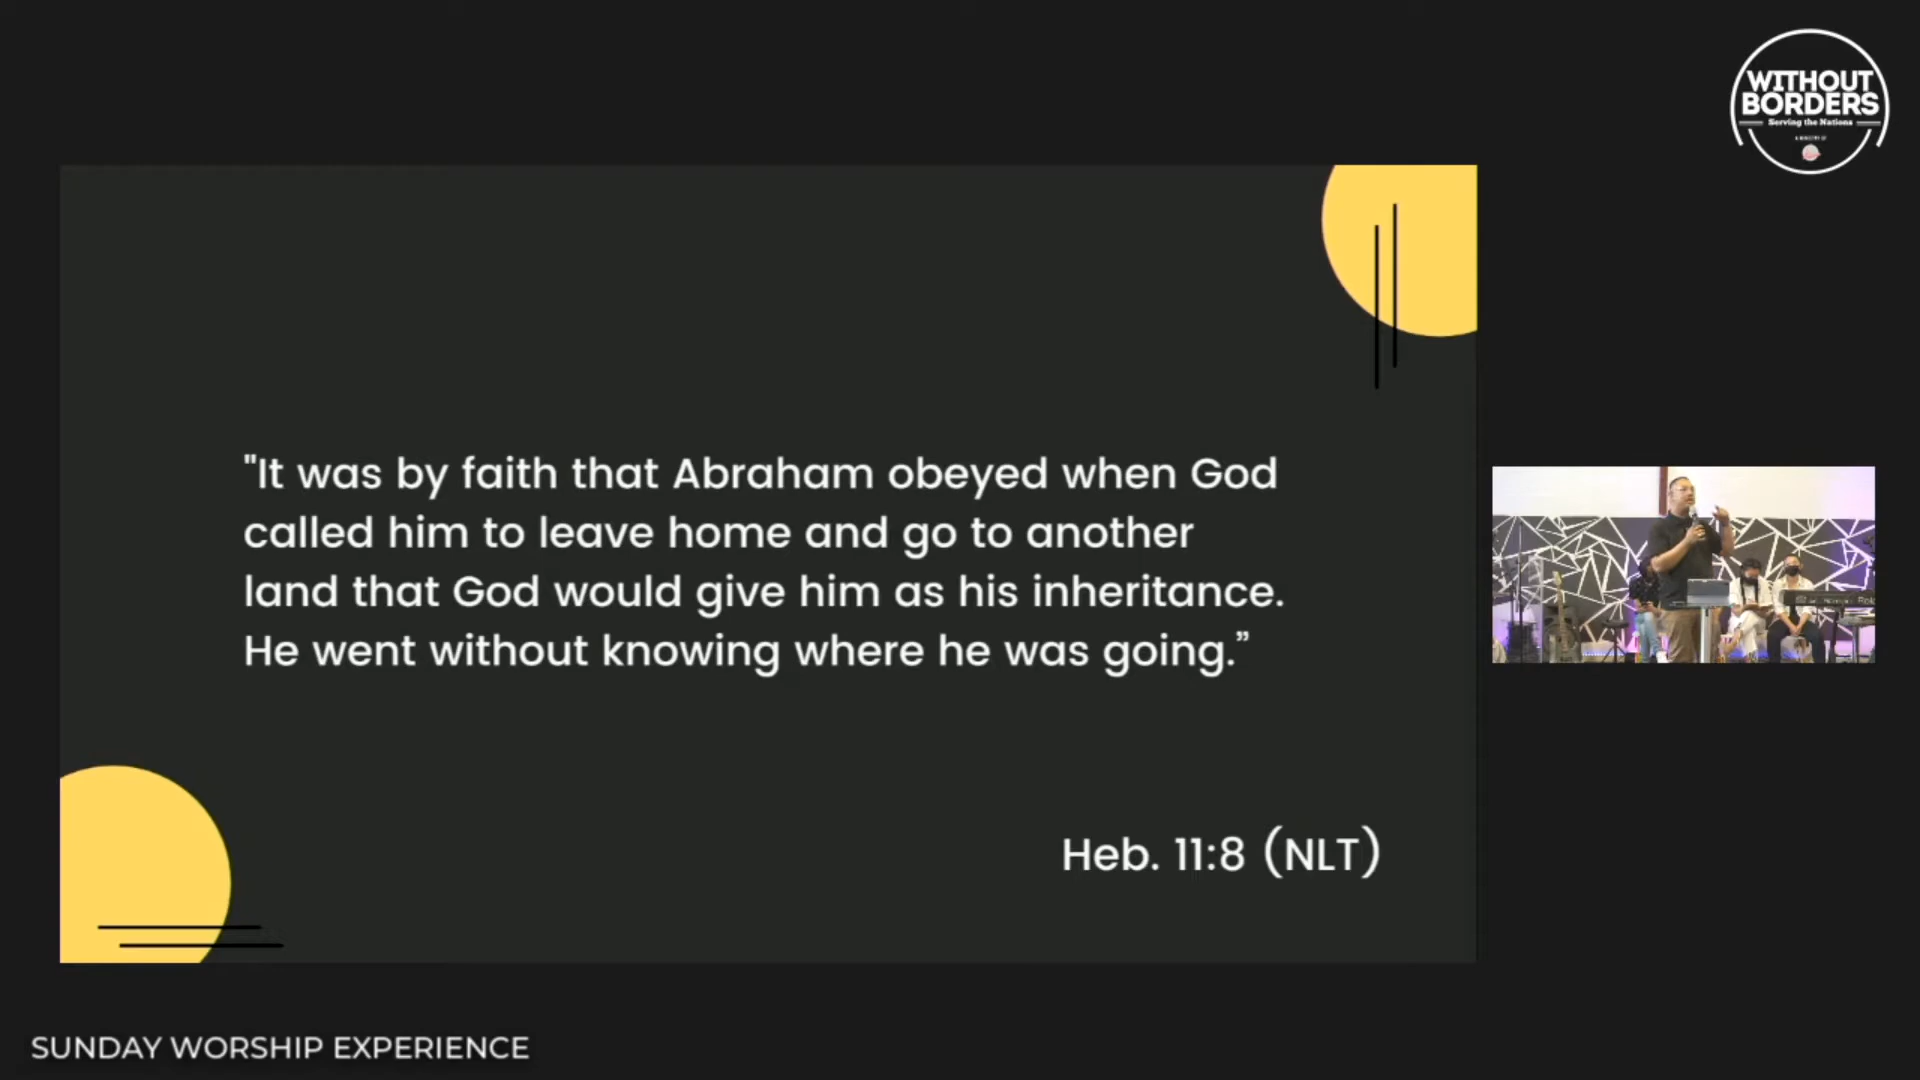 WITHOUT
BORDERS
Serving the Nations
A MINISTRY OF
"It was by faith that Abraham obeyed when God
called him to leave home and go to another
land that God would give him as his inheritance.
He went without knowing where he was going.”
Heb. 11:8 (NLT)
SUNDAY WORSHIP EXPERIENCE